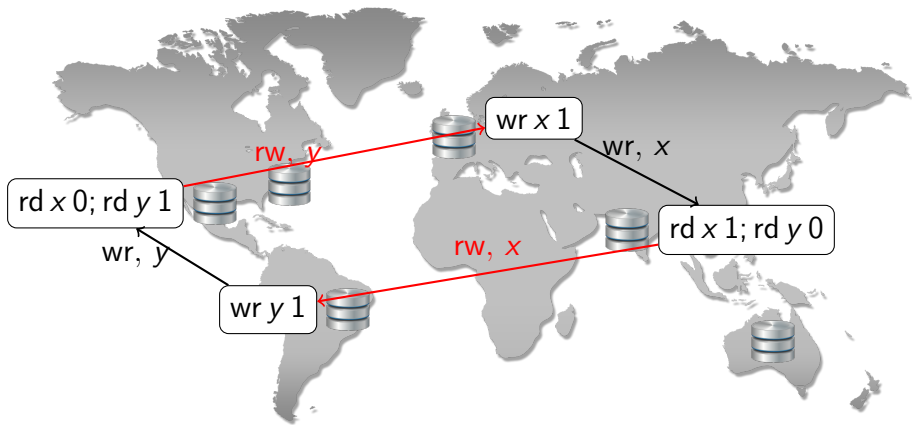 wr x 1
rw, y
wr, x
rd x 0; rd y 1
rd x 1; rd y 0
wr, y
rw, x
wr y 1